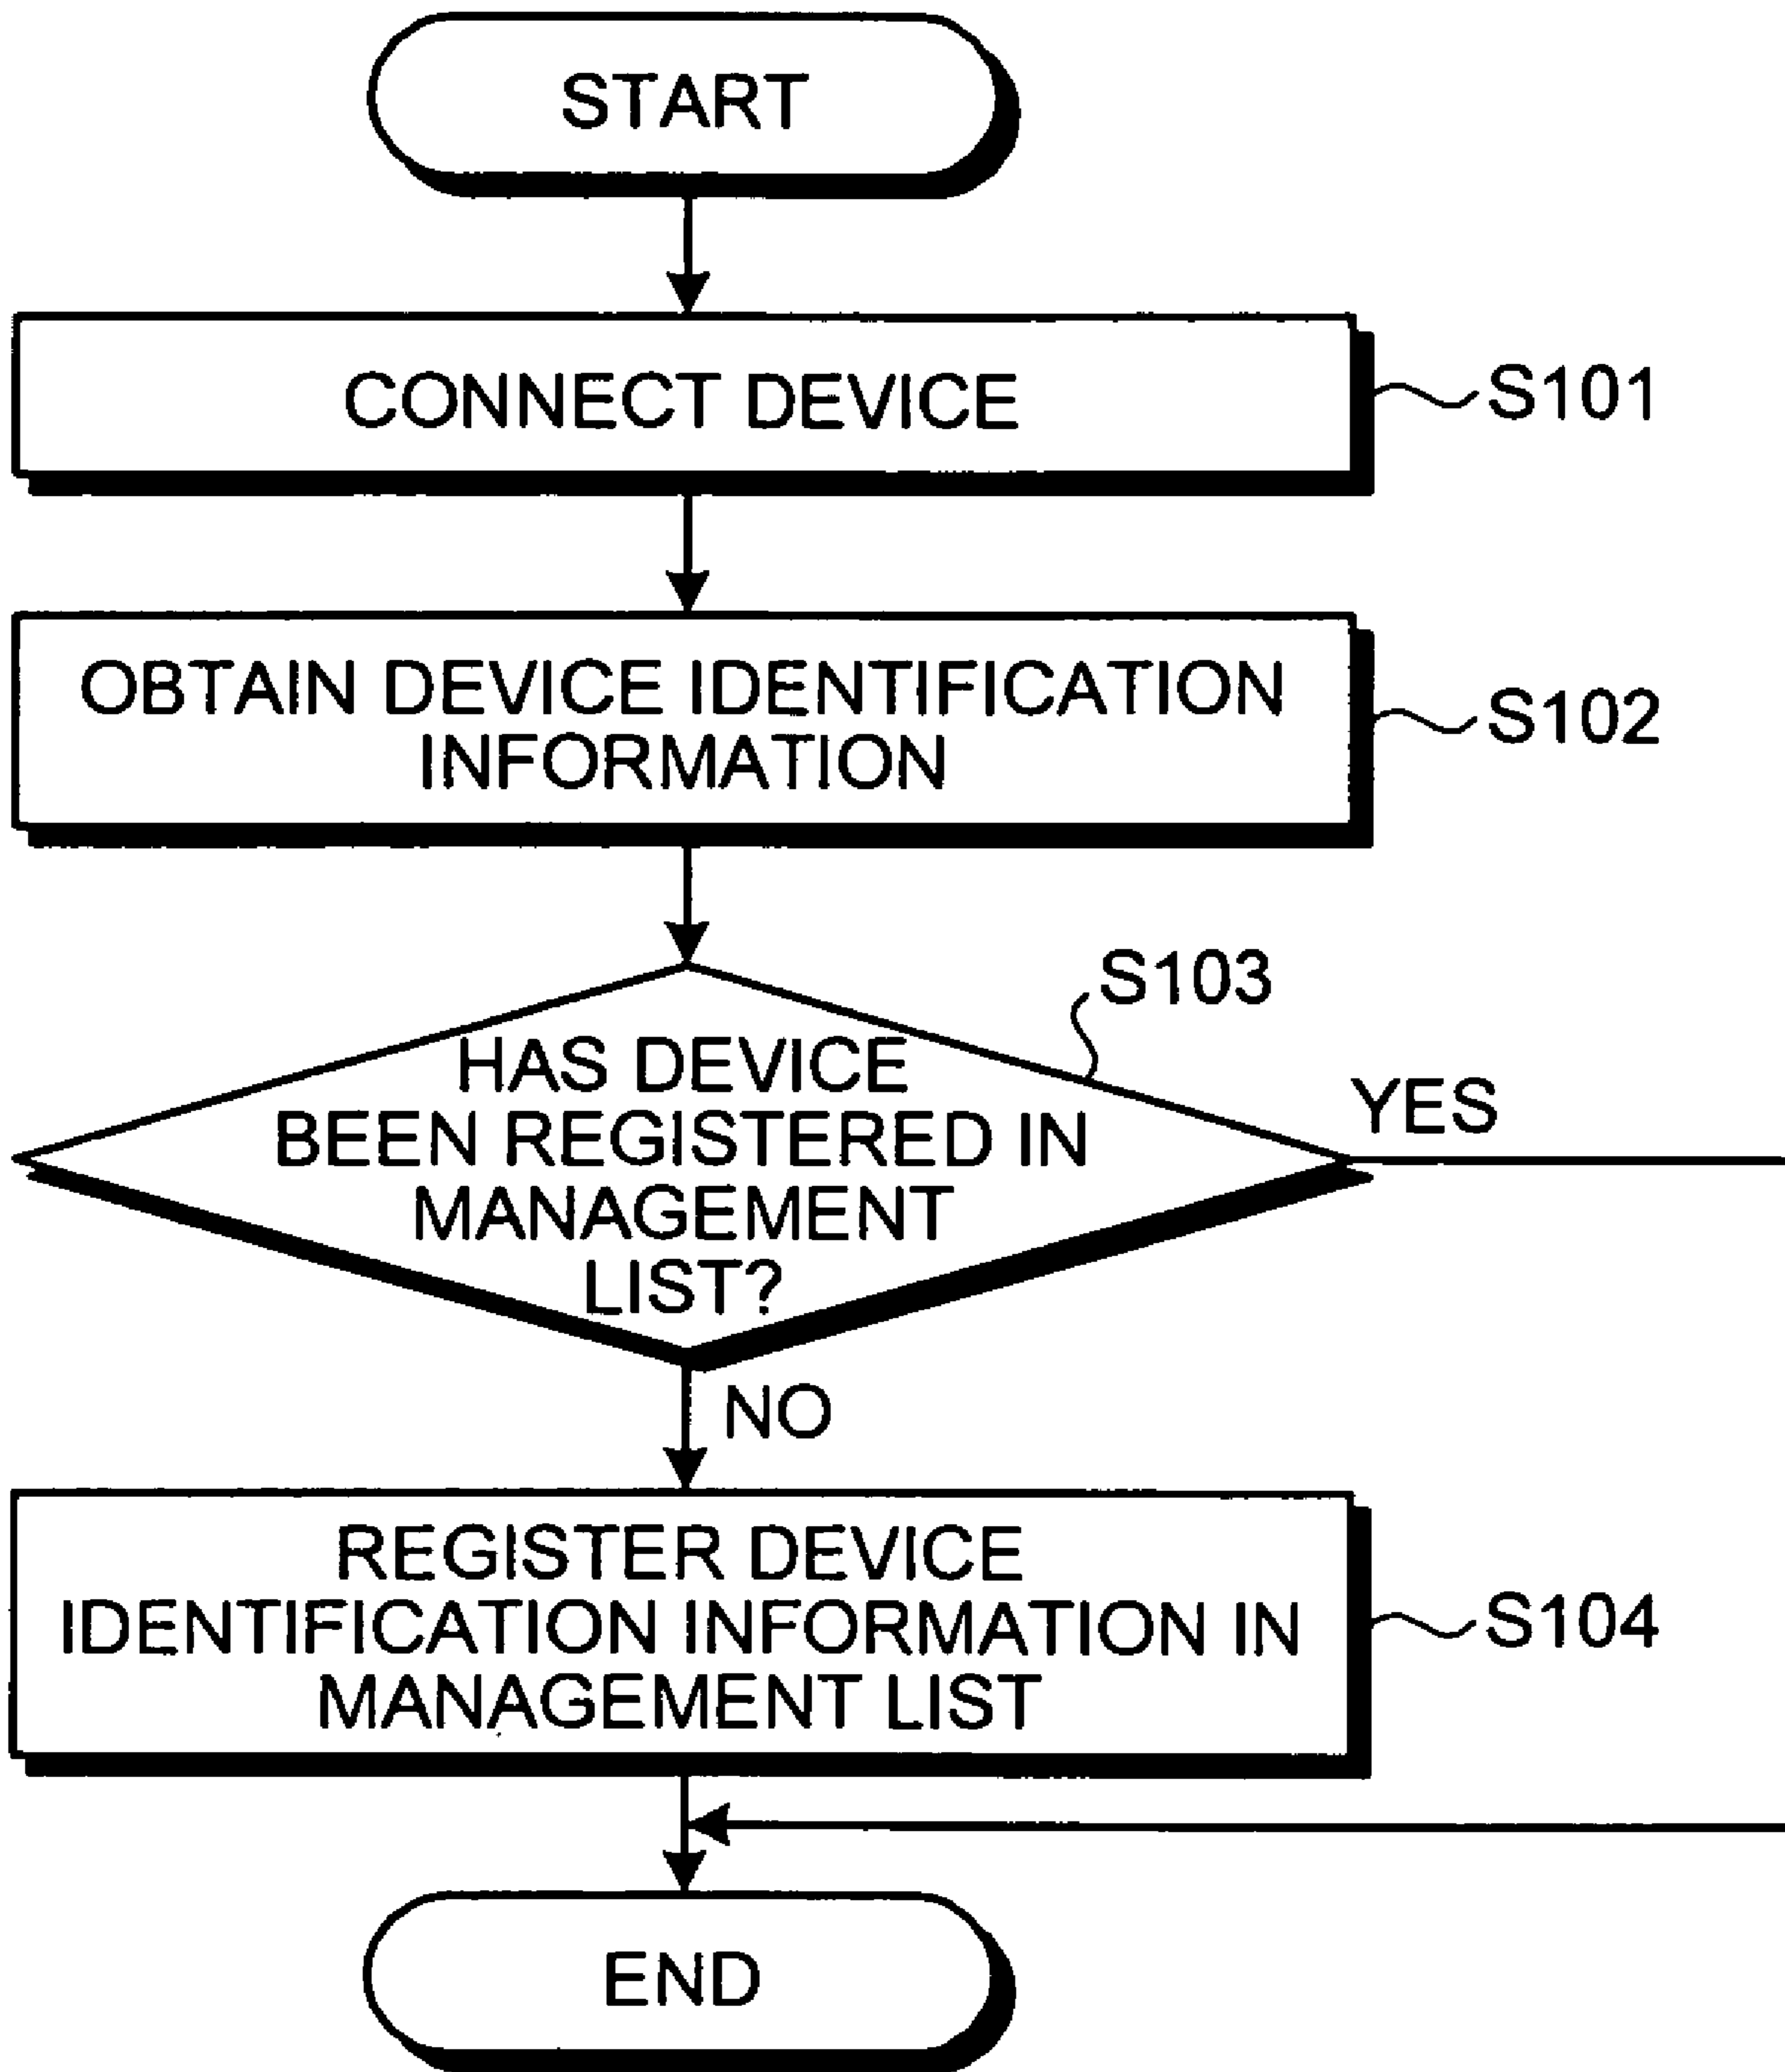 START
CONNECT DEVICE
S101
OBTAIN DEVICE IDENTIFICATION
INFORMATION
S102
S103
HAS DEVICE
BEEN REGISTERED IN
MANAGEMENT
LIST?
YES
NO
REGISTER DEVICE
IDENTIFICATION INFORMATION IN
MANAGEMENT LIST
S104
END